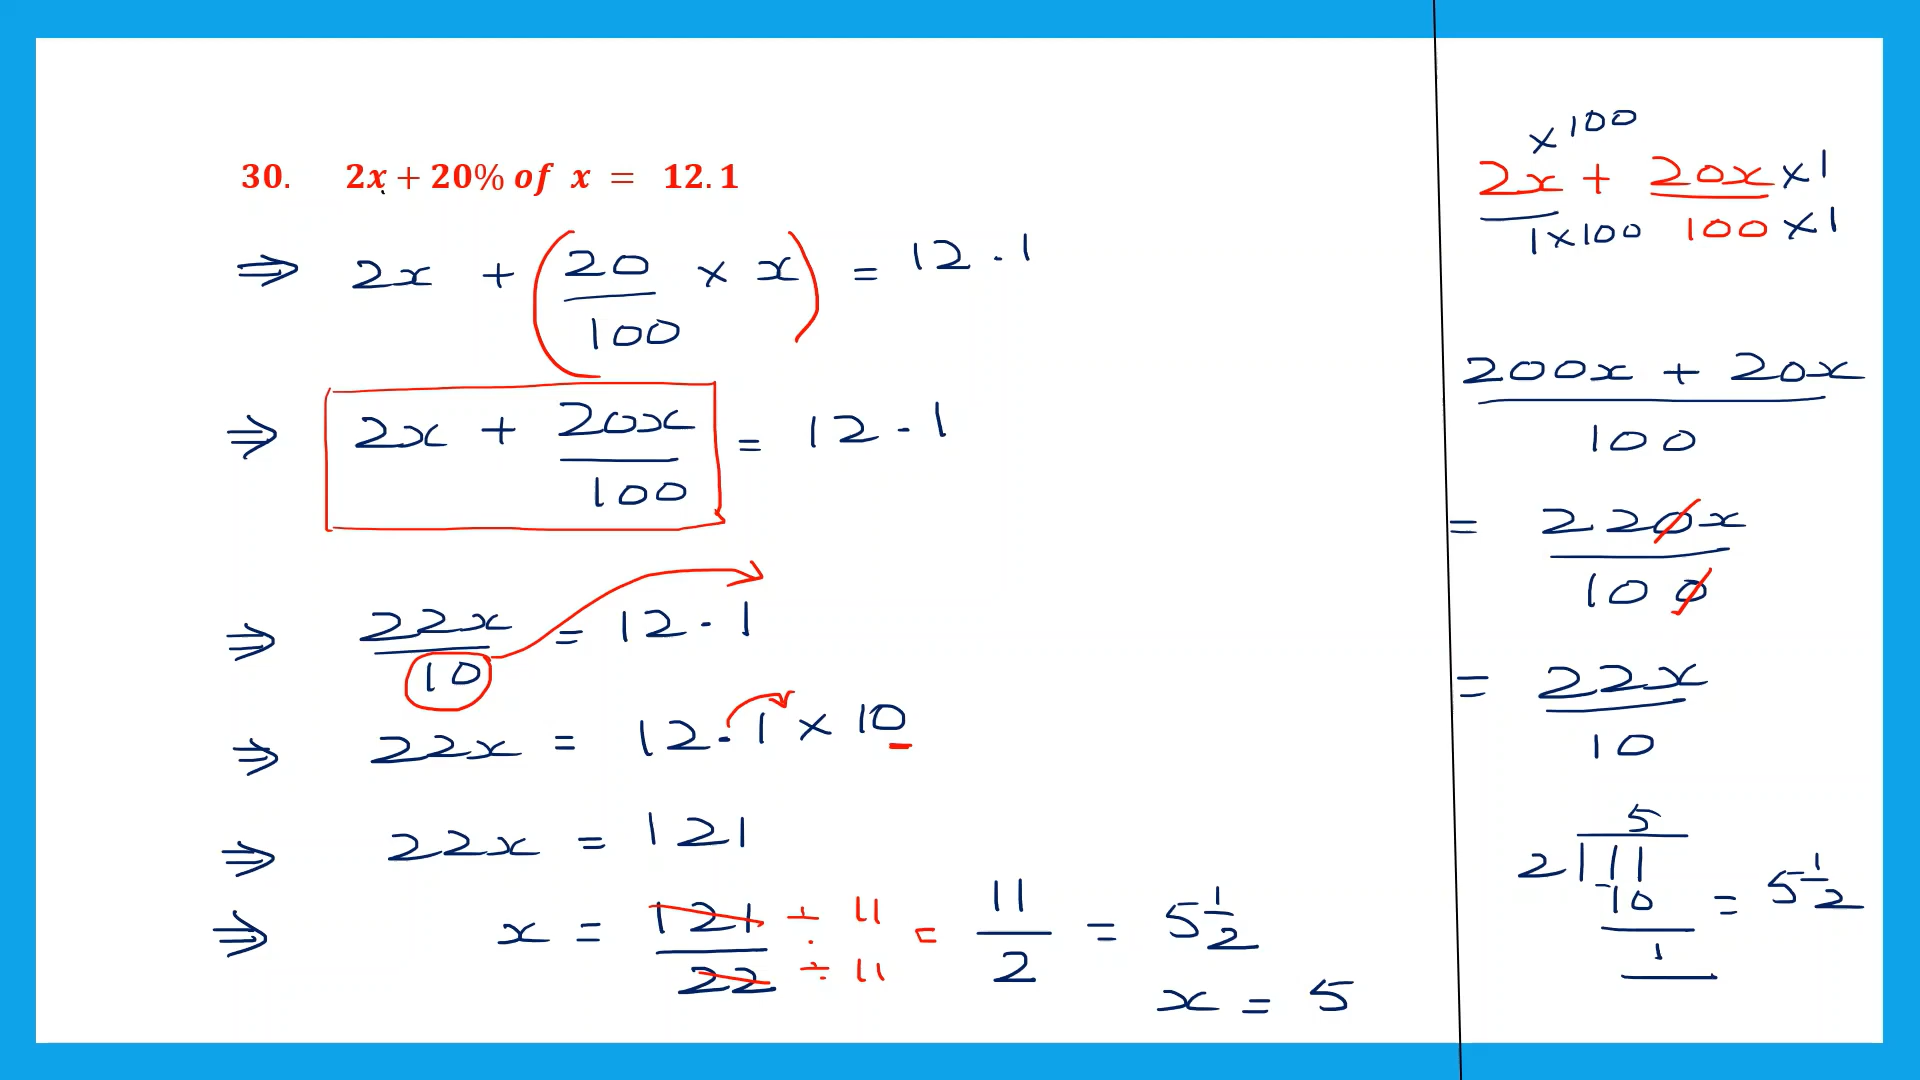 30. 2x + 20% of x = 12.1
⇒ 2x + (20/100 × x) = 12.1
⇒ 2x + 20x/100 = 12.1
⇒ 22x/10 = 12.1
⇒ 22x = 12.1 × 10
⇒ 22x = 121
⇒ x = 121/22 ÷ 11/÷ 11 = 11/2 = 5 1/2
x = 5
× 100
2x + 20x × 1
1 × 100 100 × 1
200x + 20x
100
= 220x
100
= 22x
10
5
2 111
-10 = 5 1/2
1